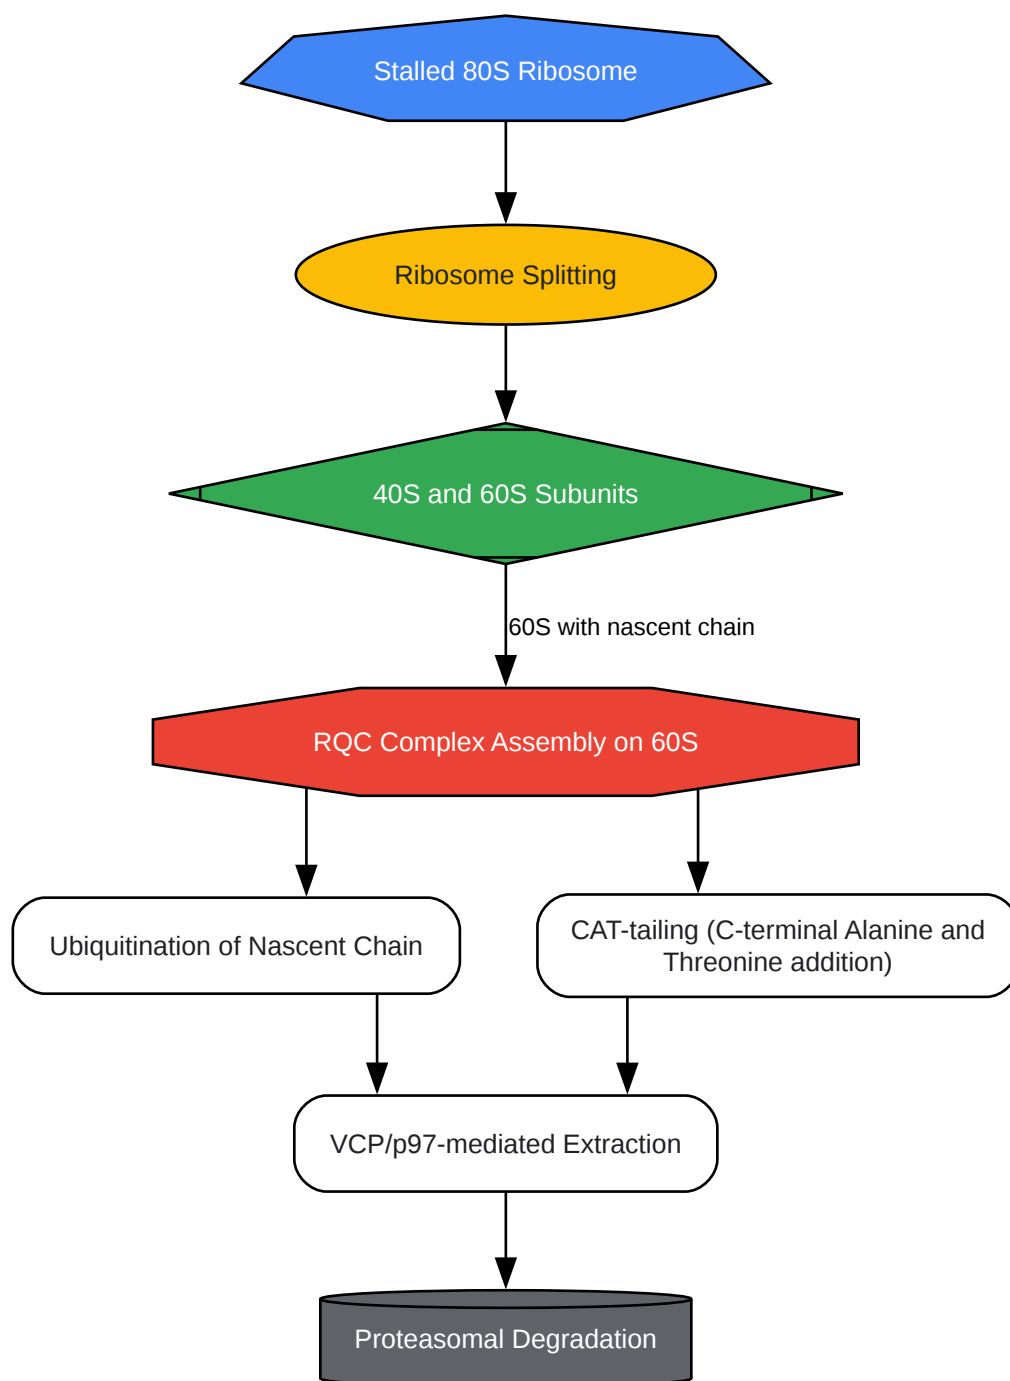 Stalled 80S Ribosome
Ribosome Splitting
40S and 60S Subunits
60S with nascent chain
RQC Complex Assembly on 60S
Ubiquitination of Nascent Chain
CAT-tailing (C-terminal Alanine and
Threonine addition)
VCP/p97-mediated Extraction
Proteasomal Degradation